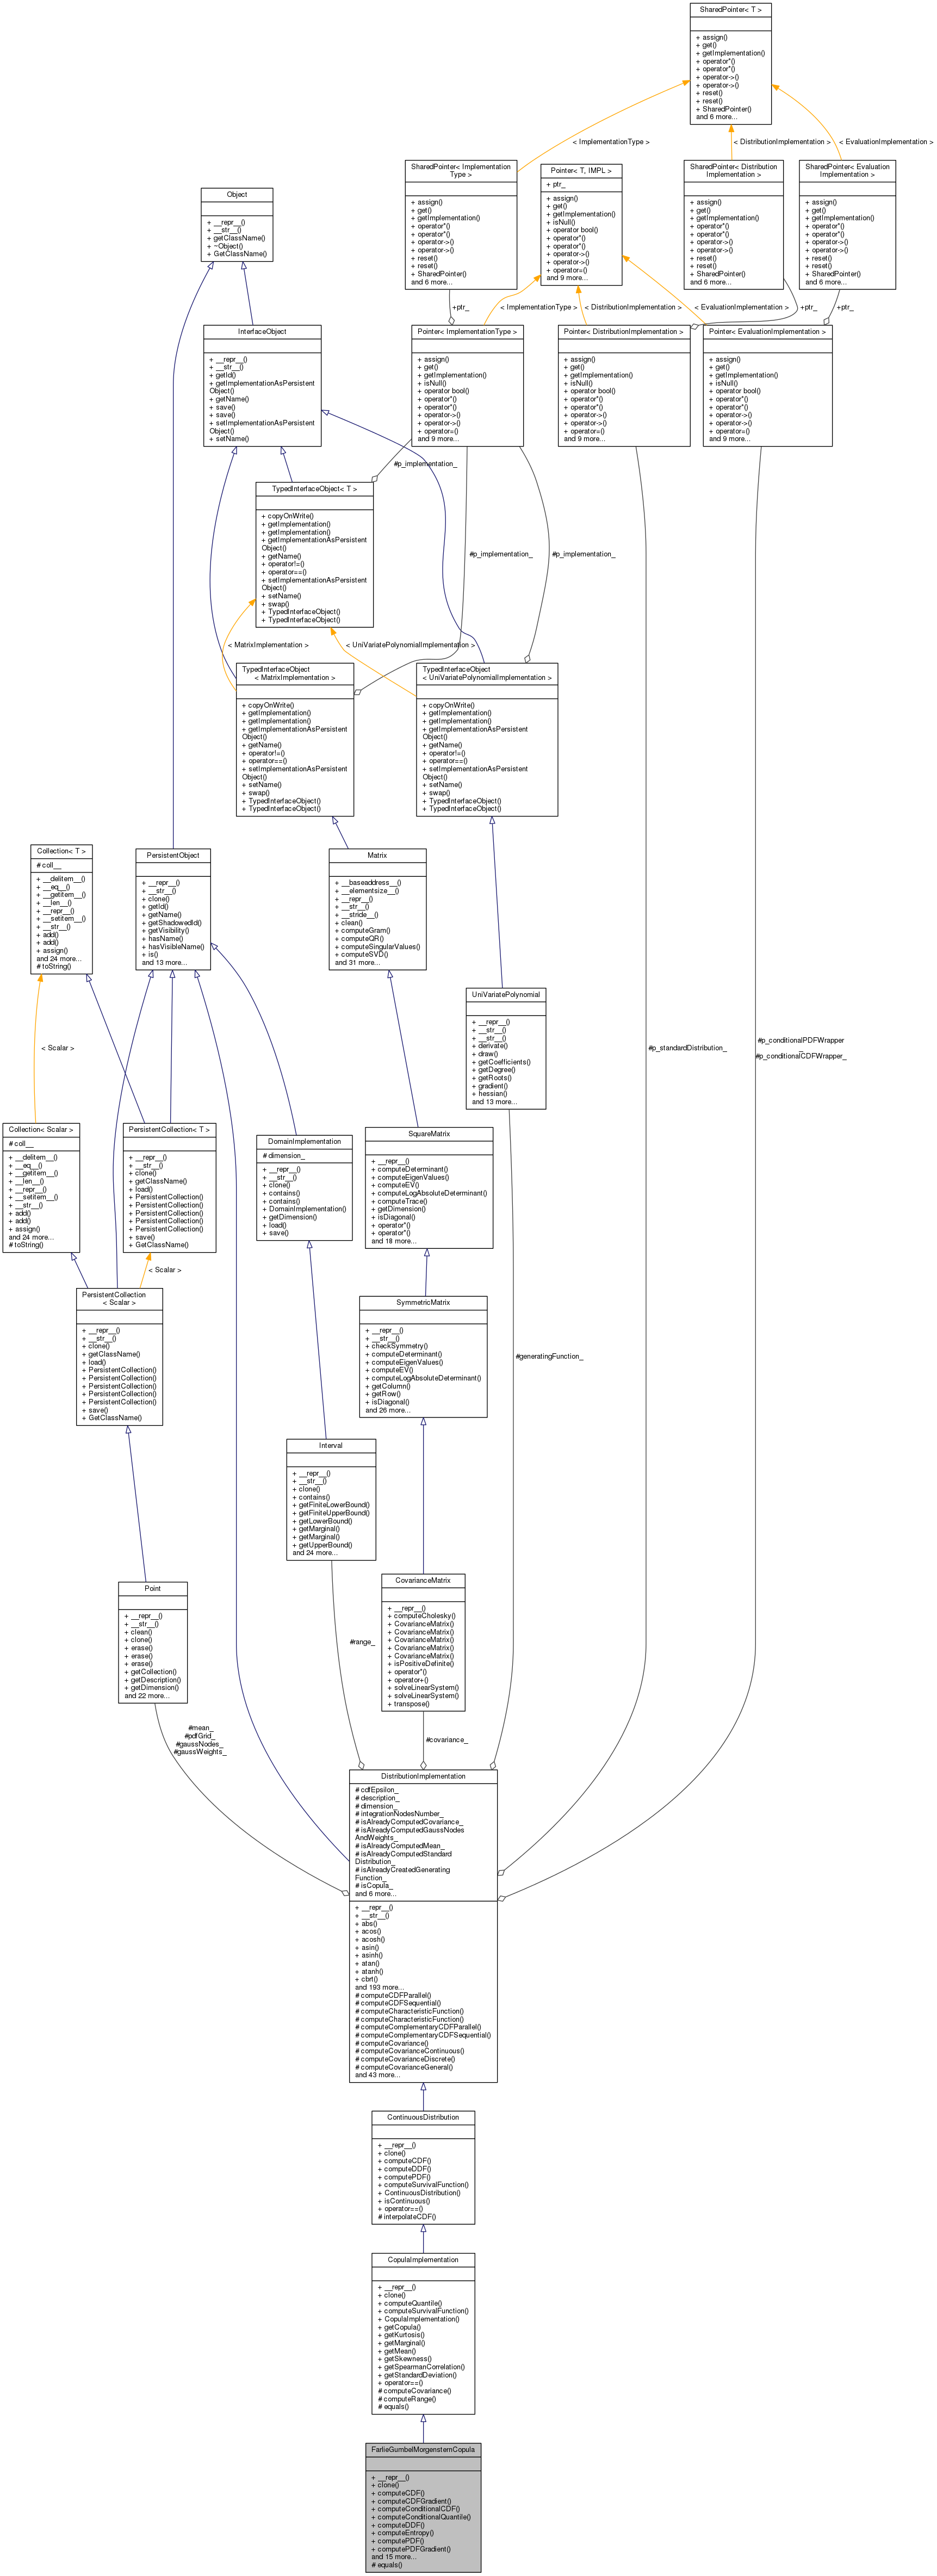 SharedPointer< T >
+ assign()
+ get()
+ getImplementation()
+ operator*()
+ operator*()
+ operator->()
+ operator->()
+ reset()
+ reset()
+ SharedPointer()
and 6 more...
< ImplementationType >
< DistributionImplementation >
< EvaluationImplementation >
SharedPointer< Implementation
Type >
+ assign()
+ get()
+ getImplementation()
+ operator*()
+ operator*()
+ operator->()
+ operator->()
+ reset()
+ reset()
+ SharedPointer()
and 6 more...
Pointer< T, IMPL >
+ ptr_
+ assign()
+ get()
+ getImplementation()
+ isNull()
+ operator bool()
+ operator*()
+ operator*()
+ operator->()
+ operator->()
+ operator=()
and 9 more...
SharedPointer< Distribution
Implementation >
+ assign()
+ get()
+ getImplementation()
+ operator*()
+ operator*()
+ operator->()
+ operator->()
+ reset()
+ reset()
+ SharedPointer()
and 6 more...
SharedPointer< Evaluation
Implementation >
+ assign()
+ get()
+ getImplementation()
+ operator*()
+ operator*()
+ operator->()
+ operator->()
+ reset()
+ reset()
+ SharedPointer()
and 6 more...
Object
+ __repr__()
+ __str__()
+ getClassName()
+ ~Object()
+ GetClassName()
+ptr_
< ImplementationType >
< DistributionImplementation >
< EvaluationImplementation >
+ptr_
+ptr_
InterfaceObject
+ __repr__()
+ __str__()
+ getId()
+ getImplementationAsPersistent
Object()
+ getName()
+ save()
+ save()
+ setImplementationAsPersistent
Object()
+ setName()
Pointer< ImplementationType >
+ assign()
+ get()
+ getImplementation()
+ isNull()
+ operator bool()
+ operator*()
+ operator*()
+ operator->()
+ operator->()
+ operator=()
and 9 more...
Pointer< DistributionImplementation >
+ assign()
+ get()
+ getImplementation()
+ isNull()
+ operator bool()
+ operator*()
+ operator*()
+ operator->()
+ operator->()
+ operator=()
and 9 more...
Pointer< EvaluationImplementation >
+ assign()
+ get()
+ getImplementation()
+ isNull()
+ operator bool()
+ operator*()
+ operator*()
+ operator->()
+ operator->()
+ operator=()
and 9 more...
#p_implementation_
TypedInterfaceObject< T >
+ copyOnWrite()
+ getImplementation()
+ getImplementation()
+ getImplementationAsPersistent
Object()
+ getName()
+ operator!=()
+ operator==()
+ setImplementationAsPersistent
Object()
+ setName()
+ swap()
+ TypedInterfaceObject()
+ TypedInterfaceObject()
#p_implementation_
#p_implementation_
< MatrixImplementation >
< UniVariatePolynomialImplementation >
TypedInterfaceObject
< MatrixImplementation >
+ copyOnWrite()
+ getImplementation()
+ getImplementation()
+ getImplementationAsPersistent
Object()
+ getName()
+ operator!=()
+ operator==()
+ setImplementationAsPersistent
Object()
+ setName()
+ swap()
+ TypedInterfaceObject()
+ TypedInterfaceObject()
TypedInterfaceObject
< UniVariatePolynomialImplementation >
+ copyOnWrite()
+ getImplementation()
+ getImplementation()
+ getImplementationAsPersistent
Object()
+ getName()
+ operator!=()
+ operator==()
+ setImplementationAsPersistent
Object()
+ setName()
+ swap()
+ TypedInterfaceObject()
+ TypedInterfaceObject()
Collection< T >
# coll__
+ __delitem__()
+ __eq__()
+ __getitem__()
+ __len__()
+ __repr__()
+ __setitem__()
+ __str__()
+ add()
+ add()
+ assign()
and 24 more...
# toString()
PersistentObject
+ __repr__()
+ __str__()
+ clone()
+ getId()
+ getName()
+ getShadowedId()
+ getVisibility()
+ hasName()
+ hasVisibleName()
+ is()
and 13 more...
Matrix
+ __baseaddress__()
+ __elementsize__()
+ __repr__()
+ __str__()
+ __stride__()
+ clean()
+ computeGram()
+ computeQR()
+ computeSingularValues()
+ computeSVD()
and 31 more...
UniVariatePolynomial
+ __repr__()
+ __str__()
+ __str__()
+ derivate()
+ draw()
+ getCoefficients()
+ getDegree()
+ getRoots()
+ gradient()
+ hessian()
and 13 more...
< Scalar >
#p_standardDistribution_
#p_conditionalPDFWrapper
_
#p_conditionalCDFWrapper_
Collection< Scalar >
# coll__
+ __delitem__()
+ __eq__()
+ __getitem__()
+ __len__()
+ __repr__()
+ __setitem__()
+ __str__()
+ add()
+ add()
+ assign()
and 24 more...
# toString()
PersistentCollection< T >
+ __repr__()
+ __str__()
+ clone()
+ getClassName()
+ load()
+ PersistentCollection()
+ PersistentCollection()
+ PersistentCollection()
+ PersistentCollection()
+ PersistentCollection()
+ save()
+ GetClassName()
DomainImplementation
# dimension_
+ __repr__()
+ __str__()
+ clone()
+ contains()
+ contains()
+ DomainImplementation()
+ getDimension()
+ load()
+ save()
SquareMatrix
+ __repr__()
+ computeDeterminant()
+ computeEigenValues()
+ computeEV()
+ computeLogAbsoluteDeterminant()
+ computeTrace()
+ getDimension()
+ isDiagonal()
+ operator*()
+ operator*()
and 18 more...
< Scalar >
PersistentCollection
< Scalar >
+ __repr__()
+ __str__()
+ clone()
+ getClassName()
+ load()
+ PersistentCollection()
+ PersistentCollection()
+ PersistentCollection()
+ PersistentCollection()
+ PersistentCollection()
+ save()
+ GetClassName()
SymmetricMatrix
+ __repr__()
+ __str__()
+ checkSymmetry()
+ computeDeterminant()
+ computeEigenValues()
+ computeEV()
+ computeLogAbsoluteDeterminant()
+ getColumn()
+ getRow()
+ isDiagonal()
and 26 more...
#generatingFunction_
Interval
+ __repr__()
+ __str__()
+ clone()
+ contains()
+ getFiniteLowerBound()
+ getFiniteUpperBound()
+ getLowerBound()
+ getMarginal()
+ getMarginal()
+ getUpperBound()
and 24 more...
Point
+ __repr__()
+ __str__()
+ clean()
+ clone()
+ erase()
+ erase()
+ erase()
+ getCollection()
+ getDescription()
+ getDimension()
and 22 more...
CovarianceMatrix
+ __repr__()
+ computeCholesky()
+ CovarianceMatrix()
+ CovarianceMatrix()
+ CovarianceMatrix()
+ CovarianceMatrix()
+ CovarianceMatrix()
+ isPositiveDefinite()
+ operator*()
+ operator+()
+ solveLinearSystem()
+ solveLinearSystem()
+ transpose()
#range_
#mean_
#pdfGrid_
#gaussNodes_
#gaussWeights_
#covariance_
DistributionImplementation
# cdfEpsilon_
# description_
# dimension_
# integrationNodesNumber_
# isAlreadyComputedCovariance_
# isAlreadyComputedGaussNodes
AndWeights_
# isAlreadyComputedMean_
# isAlreadyComputedStandard
Distribution_
# isAlreadyCreatedGenerating
Function_
# isCopula_
and 6 more...
+ __repr__()
+ __str__()
+ abs()
+ acos()
+ acosh()
+ asin()
+ asinh()
+ atan()
+ atanh()
+ cbrt()
and 193 more...
# computeCDFParallel()
# computeCDFSequential()
# computeCharacteristicFunction()
# computeCharacteristicFunction()
# computeComplementaryCDFParallel()
# computeComplementaryCDFSequential()
# computeCovariance()
# computeCovarianceContinuous()
# computeCovarianceDiscrete()
# computeCovarianceGeneral()
and 43 more...
ContinuousDistribution
+ __repr__()
+ clone()
+ computeCDF()
+ computeDDF()
+ computePDF()
+ computeSurvivalFunction()
+ ContinuousDistribution()
+ isContinuous()
+ operator==()
# interpolateCDF()
CopulaImplementation
+ __repr__()
+ clone()
+ computeQuantile()
+ computeSurvivalFunction()
+ CopulaImplementation()
+ getCopula()
+ getKurtosis()
+ getMarginal()
+ getMean()
+ getSkewness()
+ getSpearmanCorrelation()
+ getStandardDeviation()
+ operator==()
# computeCovariance()
# computeRange()
# equals()
FarlieGumbelMorgensternCopula
+ __repr__()
+ clone()
+ computeCDF()
+ computeCDFGradient()
+ computeConditionalCDF()
+ computeConditionalQuantile()
+ computeDDF()
+ computeEntropy()
+ computePDF()
+ computePDFGradient()
and 15 more...
# equals()